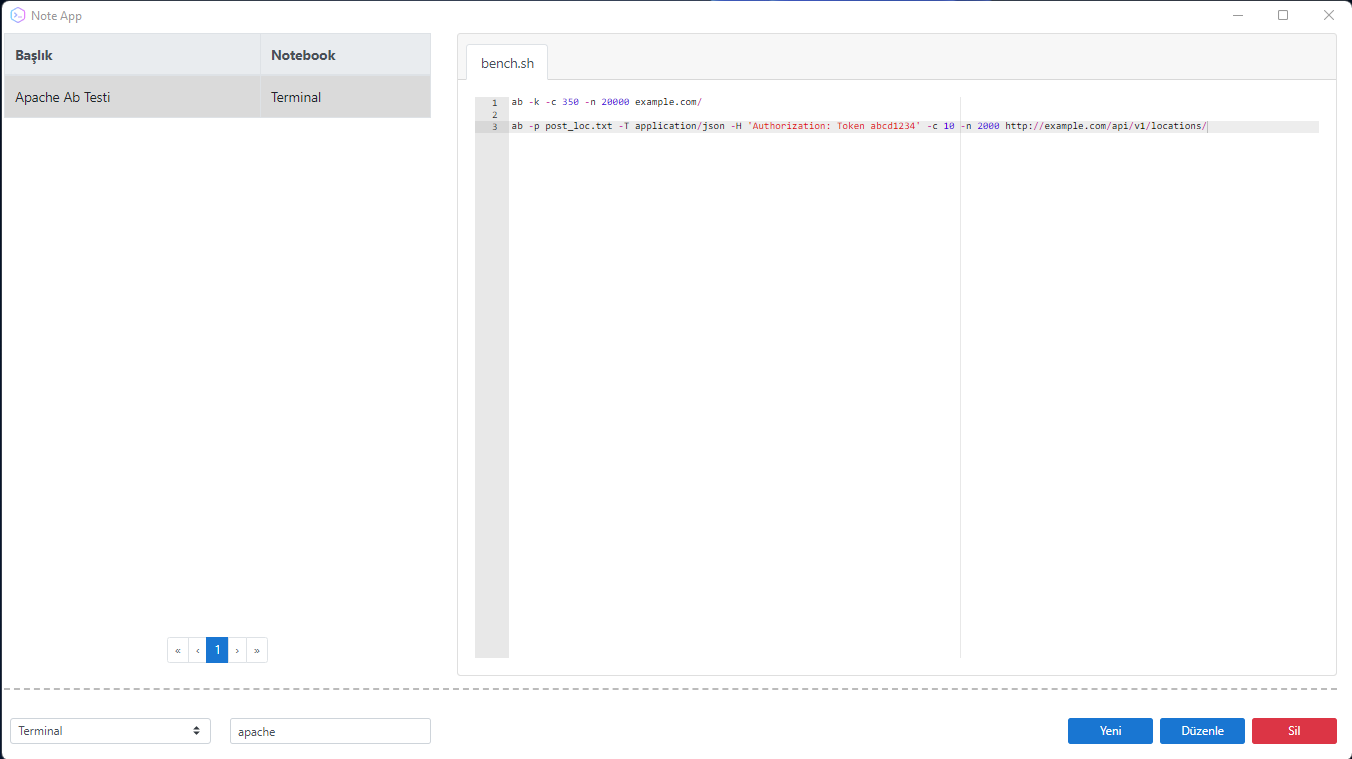 Note App
Başlık Notebook
Apache Ab Testi Terminal
« ‹ 1 › »
bench.sh
1 ab -k -c 350 -n 20000 example.com/
2
3 ab -p post_loc.txt -T application/json -H 'Authorization: Token abcd1234' -c 10 -n 2000 http://example.com/api/v1/locations/
Terminal apache Yeni Düzenle Sil